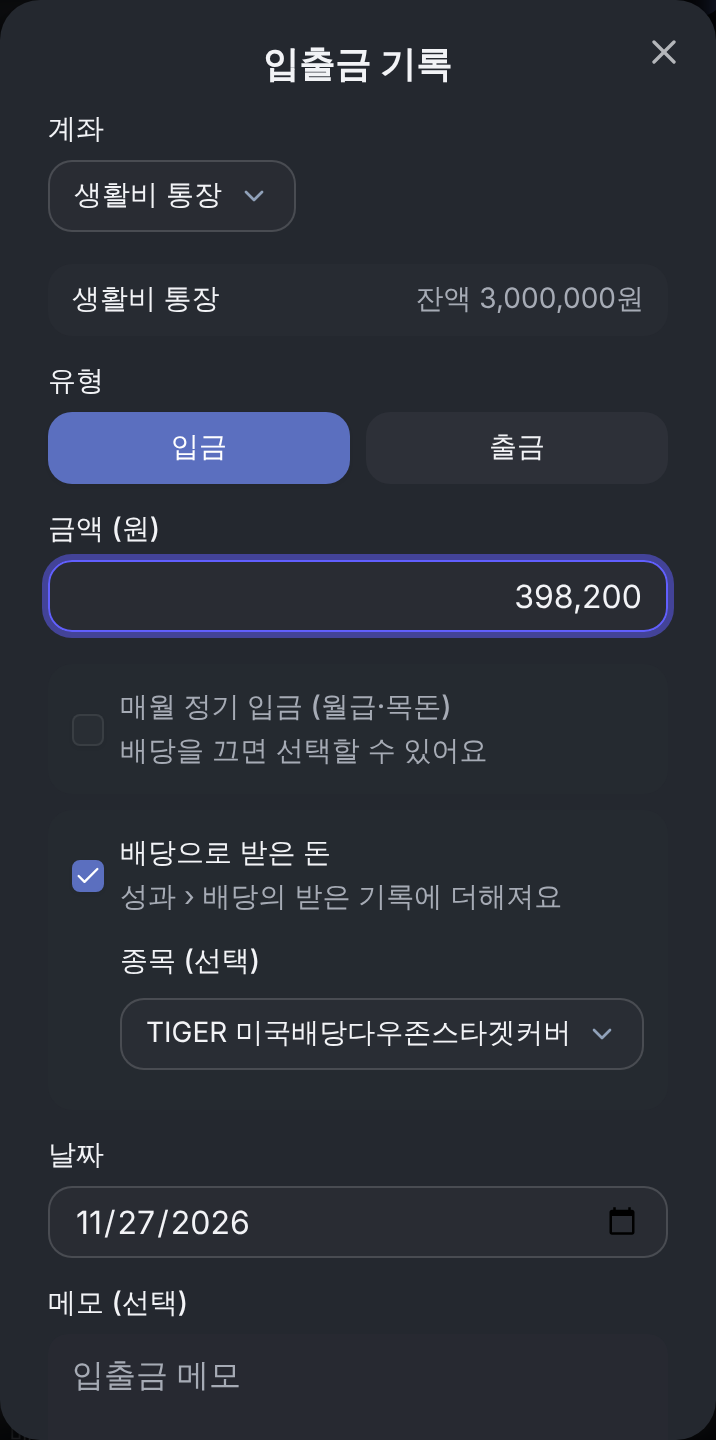 입출금 기록
계좌
생활비 통장
생활비 통장 잔액 3,000,000원
유형
입금 출금
금액 (원)
398,200
매월 정기 입금 (월급·목돈)
배당을 끄면 선택할 수 있어요
배당으로 받은 돈
성과 › 배당의 받은 기록에 더해져요
종목 (선택)
TIGER 미국배당다우존스타겟커버
날짜
11/27/2026
메모 (선택)
입출금 메모